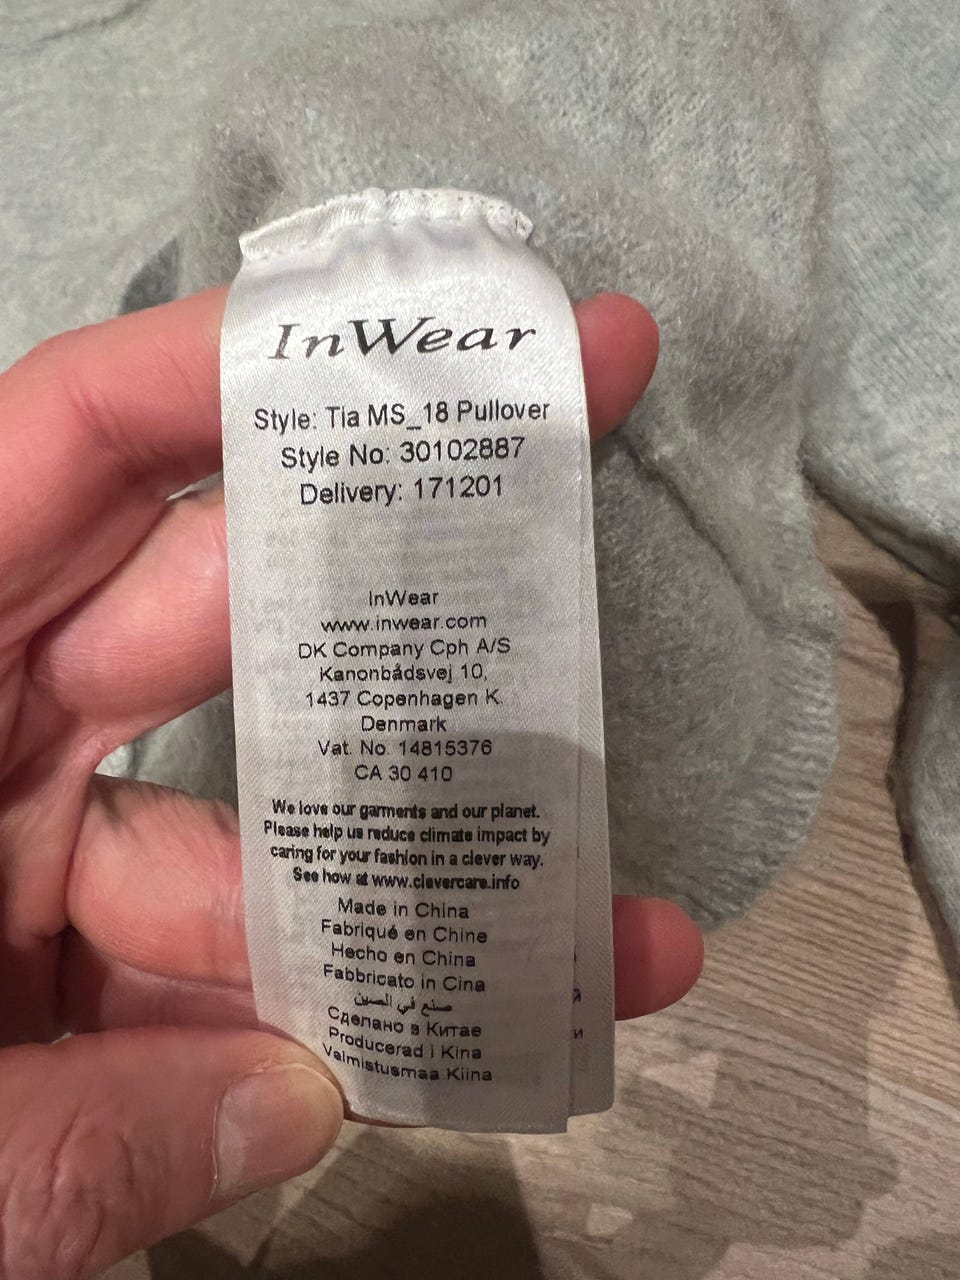 InWear
Style: Tia MS_18 Pullover
Style No: 30102887
Delivery: 171201
InWear
www.inwear.com
DK Company Cph A/S
Kanonbådsvej 10,
1437 Copenhagen K.
Denmark
Vat. No. 14815376
CA 30 410
We love our garments and our planet.
Please help us reduce climate impact by
caring for your fashion in a clever way.
See how at www.clevercare.info
Made in China
Fabriqué en Chine
Hecho en China
Fabbricato in Cina
صنع في الصين
Сделано в Китае
Producerad i Kina
Valmistusmaa Kiina